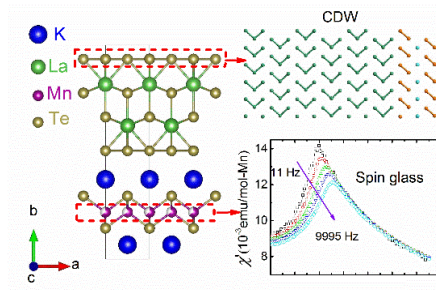 K
La
Mn
Te
b
c
a
CDW
14
12
10
8
χ'(10⁻³emu/mol-Mn)
11 Hz
9995 Hz
Spin glass